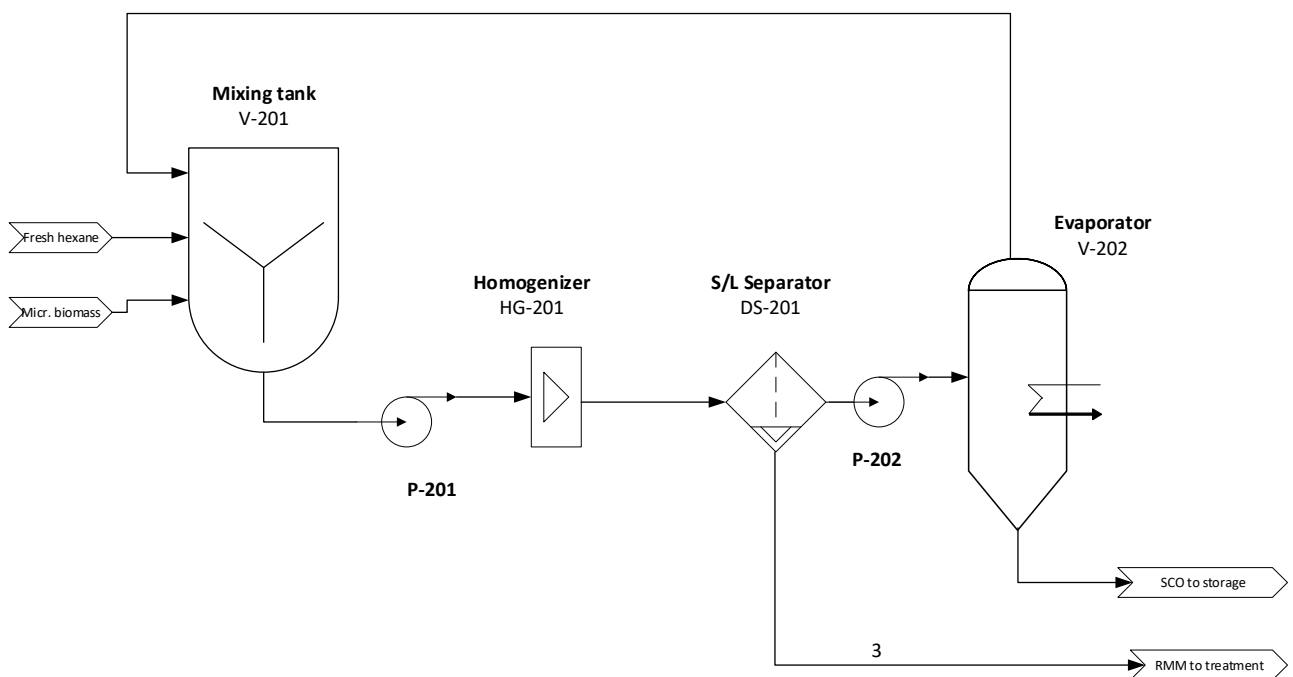 Mixing tank
V-201
Fresh hexane
Micr. biomass
P-201
Homogenizer
HG-201
S/L Separator
DS-201
P-202
Evaporator
V-202
SCO to storage
3
RMM to treatment